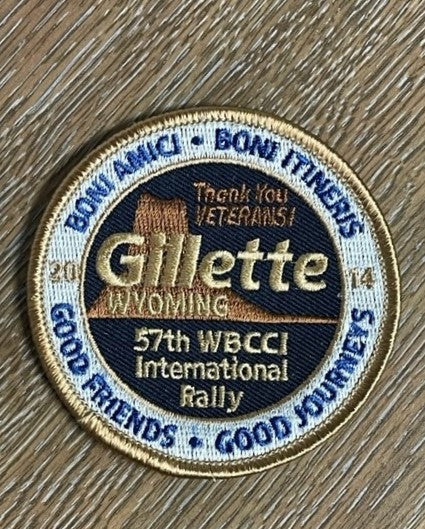 BONI AMICI • BONI ITINERIS
Thank You
VETERANS!
20 14
Gillette
WYOMING
57th WBCCI
International
Rally
GOOD FRIENDS • GOOD JOURNEYS